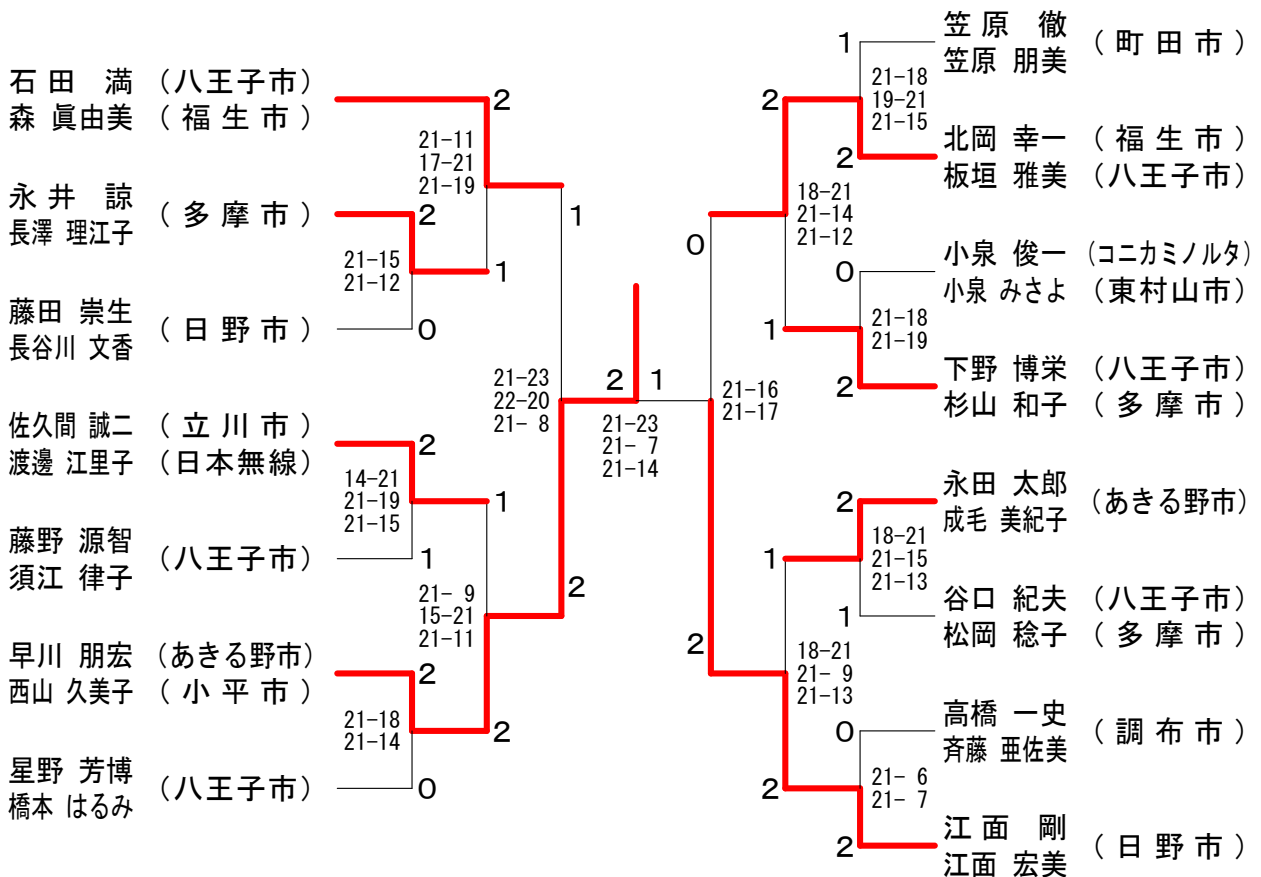 石田 満 (八王子市)
森 眞由美 (福生市)
2
21-11
17-21
21-19
永井 諒
長澤 理江子
(多摩市)
2
21-15
21-12
1
藤田 崇生
長谷川 文香
(日野市)
0
1
佐久間 誠二 (立川市)
渡邊 江里子 (日本無線)
2
14-21
21-19
21-15
1
藤野 源智
須江 律子
(八王子市)
1
21- 9
15-21
21-11
早川 朋宏 (あきる野市)
西山 久美子 (小平市)
2
21-18
21-14
2
星野 芳博
橋本 はるみ
(八王子市)
0
21-23
22-20
21- 8
2
2
1
21-23
21- 7
21-14
笠原 徹
笠原 朋美
(町田市)
1
21-18
19-21
21-15
2
北岡 幸一 (福生市)
板垣 雅美 (八王子市)
2
18-21
21-14
21-12
0
小泉 俊一 (コニカミノルタ)
小泉 みさよ (東村山市)
0
21-18
21-19
1
下野 博栄 (八王子市)
杉山 和子 (多摩市)
2
21-16
21-17
永田 太郎
成毛 美紀子
(あきる野市)
2
18-21
21-15
21-13
1
谷口 紀夫 (八王子市)
松岡 稔子 (多摩市)
1
2
18-21
21- 9
21-13
高橋 一史
斉藤 亜佐美
(調布市)
0
21- 6
21- 7
2
江面 剛
江面 宏美
(日野市)
2